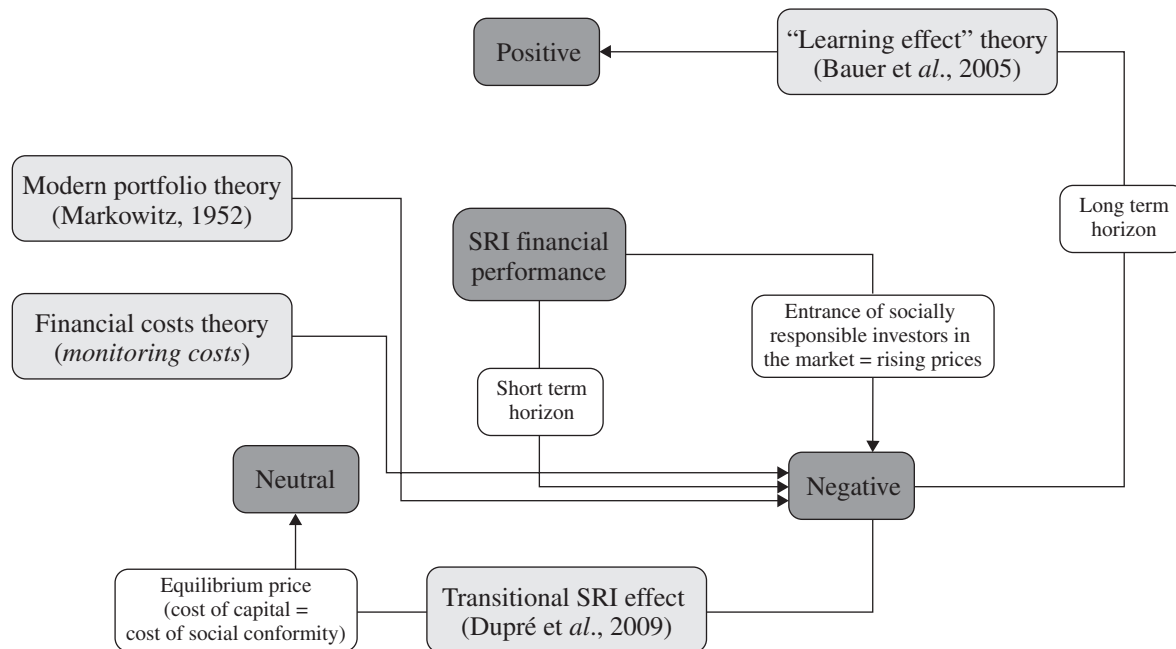 Positive
“Learning effect” theory
(Bauer et al., 2005)
Modern portfolio theory
(Markowitz, 1952)
SRI financial
performance
Long term
horizon
Financial costs theory
(monitoring costs)
Entrance of socially
responsible investors in
the market = rising prices
Short term
horizon
Neutral
Negative
Equilibrium price
(cost of capital =
cost of social conformity)
Transitional SRI effect
(Dupré et al., 2009)